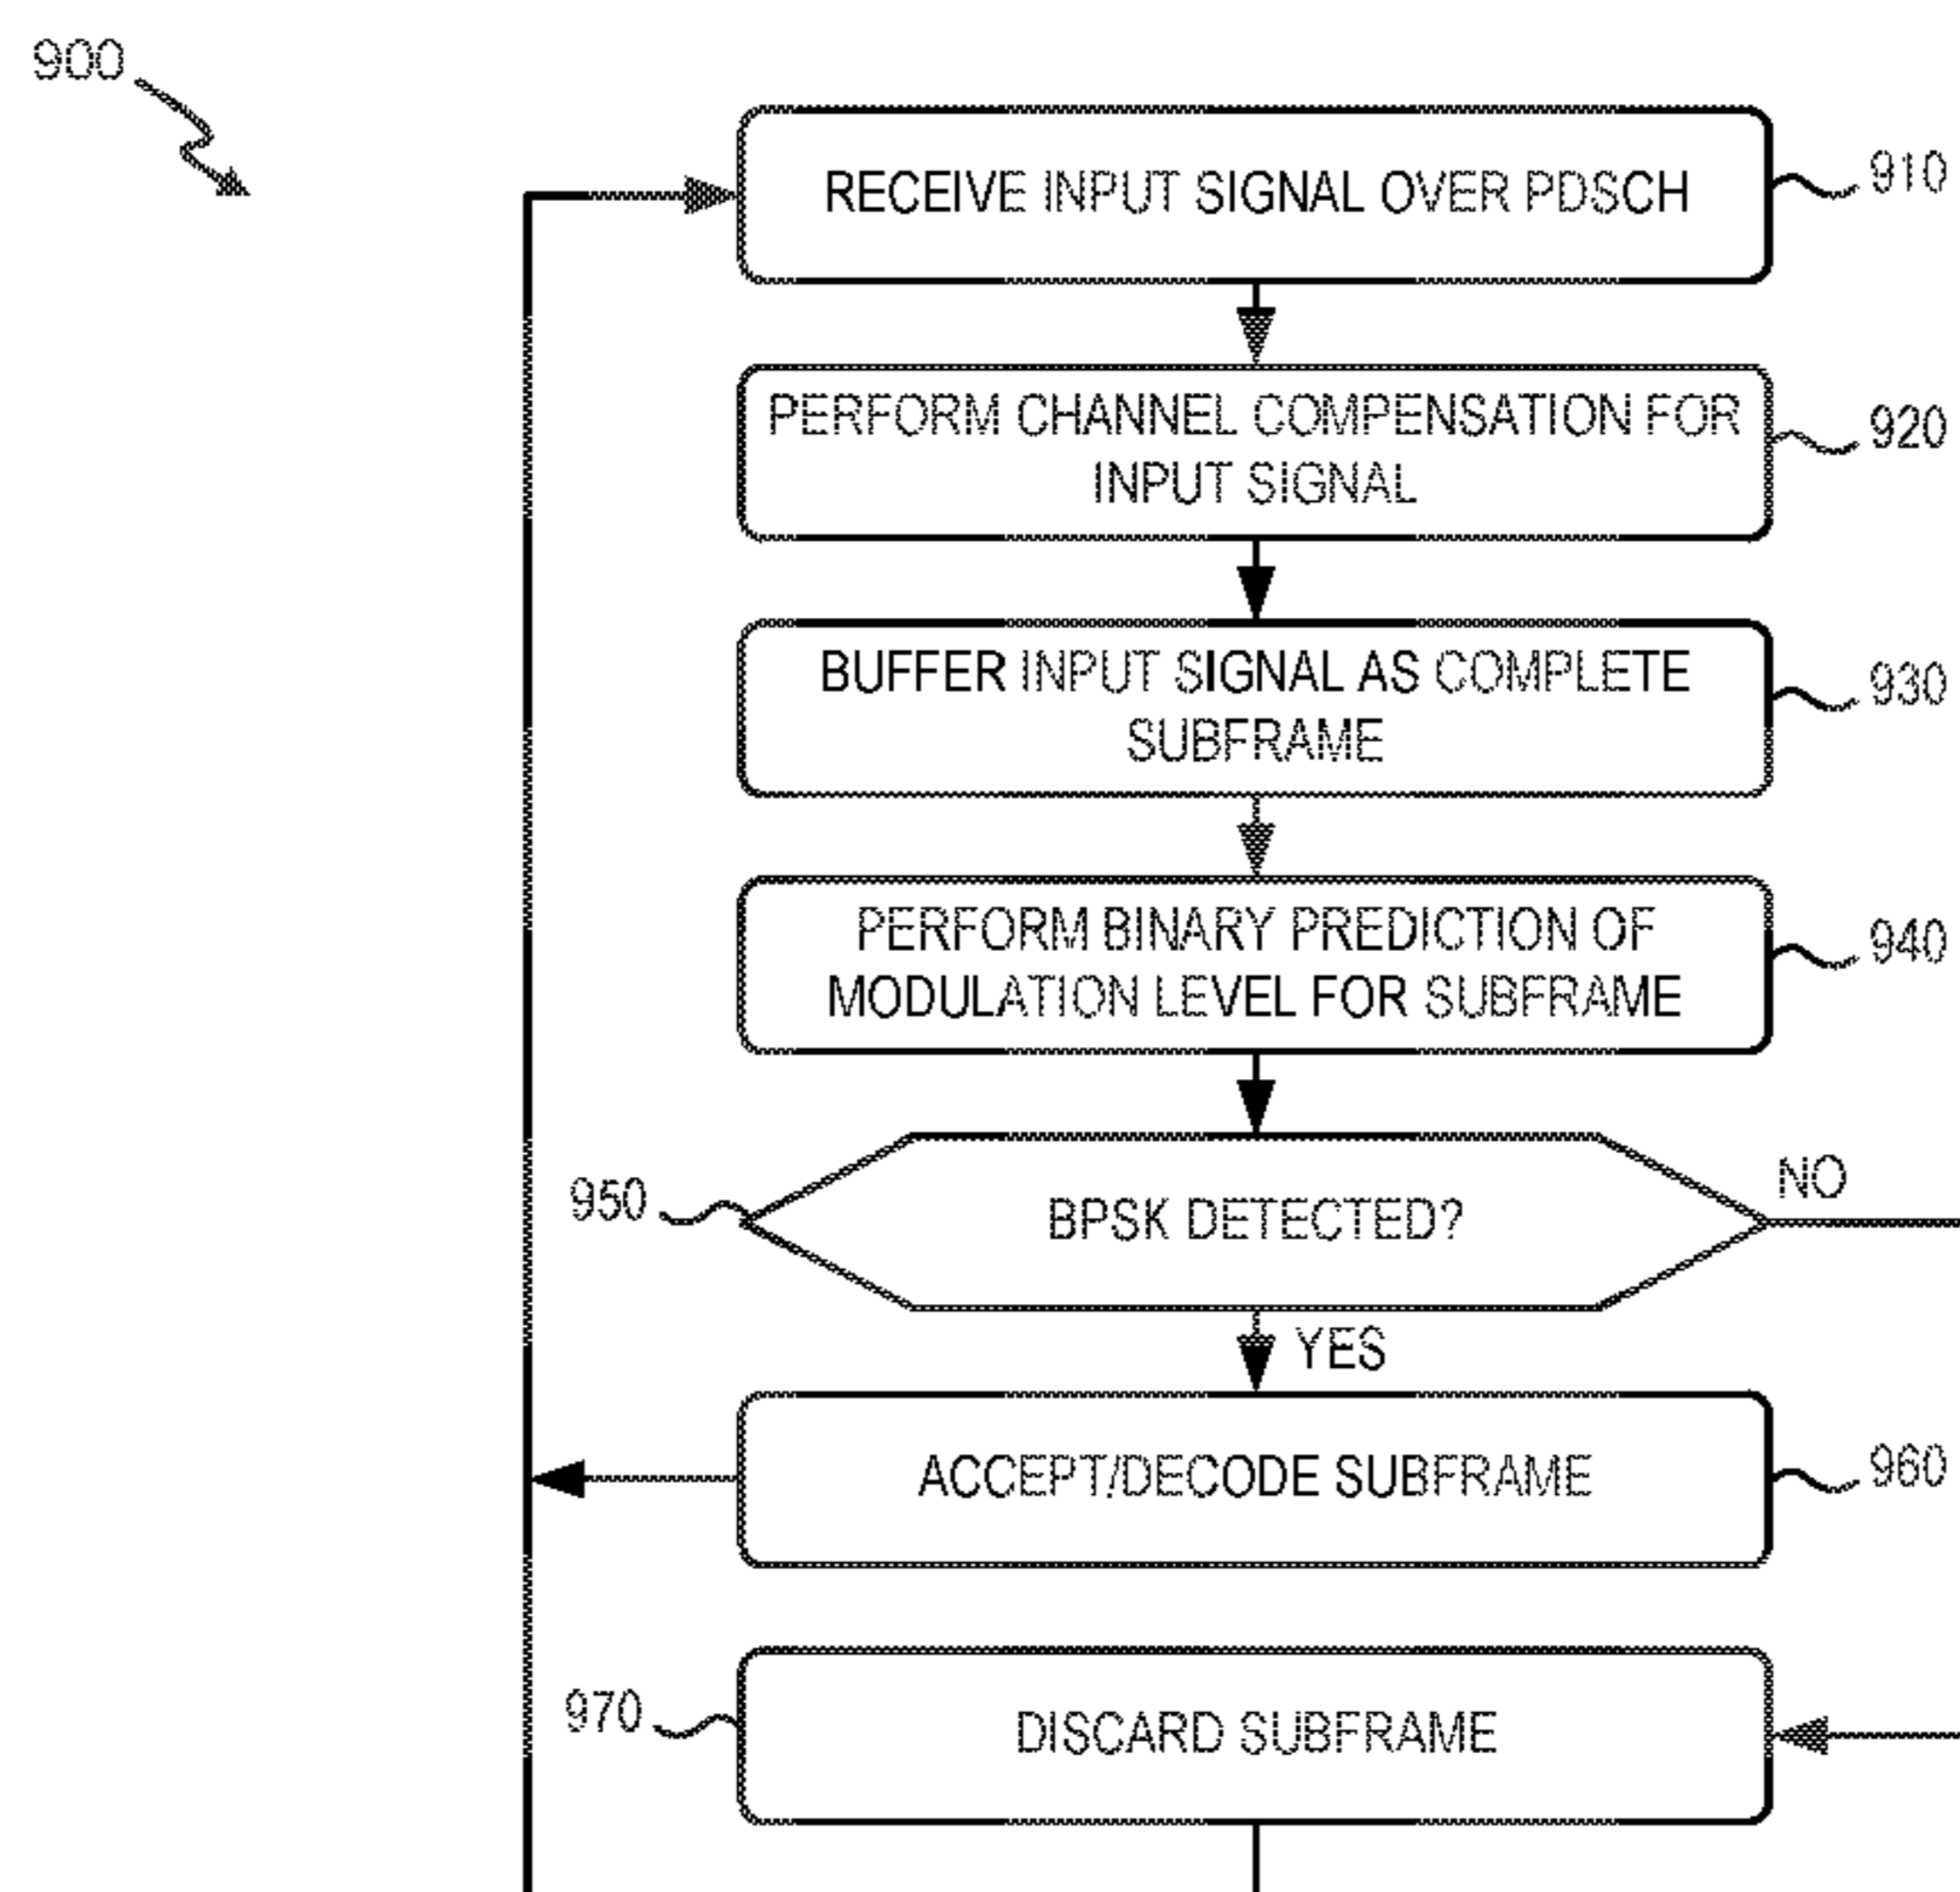 900
RECEIVE INPUT SIGNAL OVER PDSCH
910
PERFORM CHANNEL COMPENSATION FOR
INPUT SIGNAL
920
BUFFER INPUT SIGNAL AS COMPLETE
SUBFRAME
930
PERFORM BINARY PREDICTION OF
MODULATION LEVEL FOR SUBFRAME
940
950
BPSK DETECTED?
NO
YES
ACCEPT/DECODE SUBFRAME
960
970
DISCARD SUBFRAME